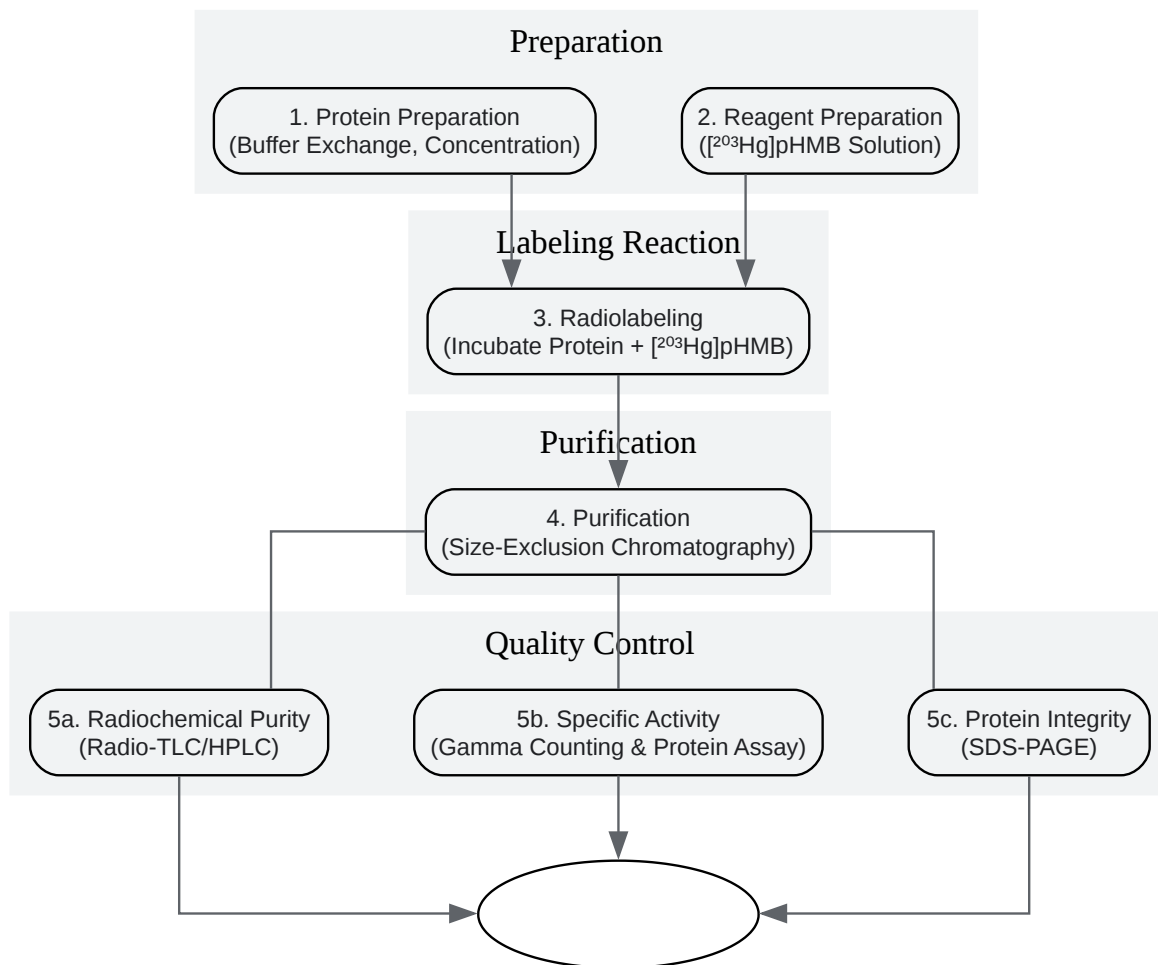 Preparation
1. Protein Preparation
(Buffer Exchange, Concentration)
2. Reagent Preparation
([²⁰³Hg]pHMB Solution)
Labeling Reaction
3. Radiolabeling
(Incubate Protein + [²⁰³Hg]pHMB)
Purification
4. Purification
(Size-Exclusion Chromatography)
Quality Control
5a. Radiochemical Purity
(Radio-TLC/HPLC)
5b. Specific Activity
(Gamma Counting & Protein Assay)
5c. Protein Integrity
(SDS-PAGE)